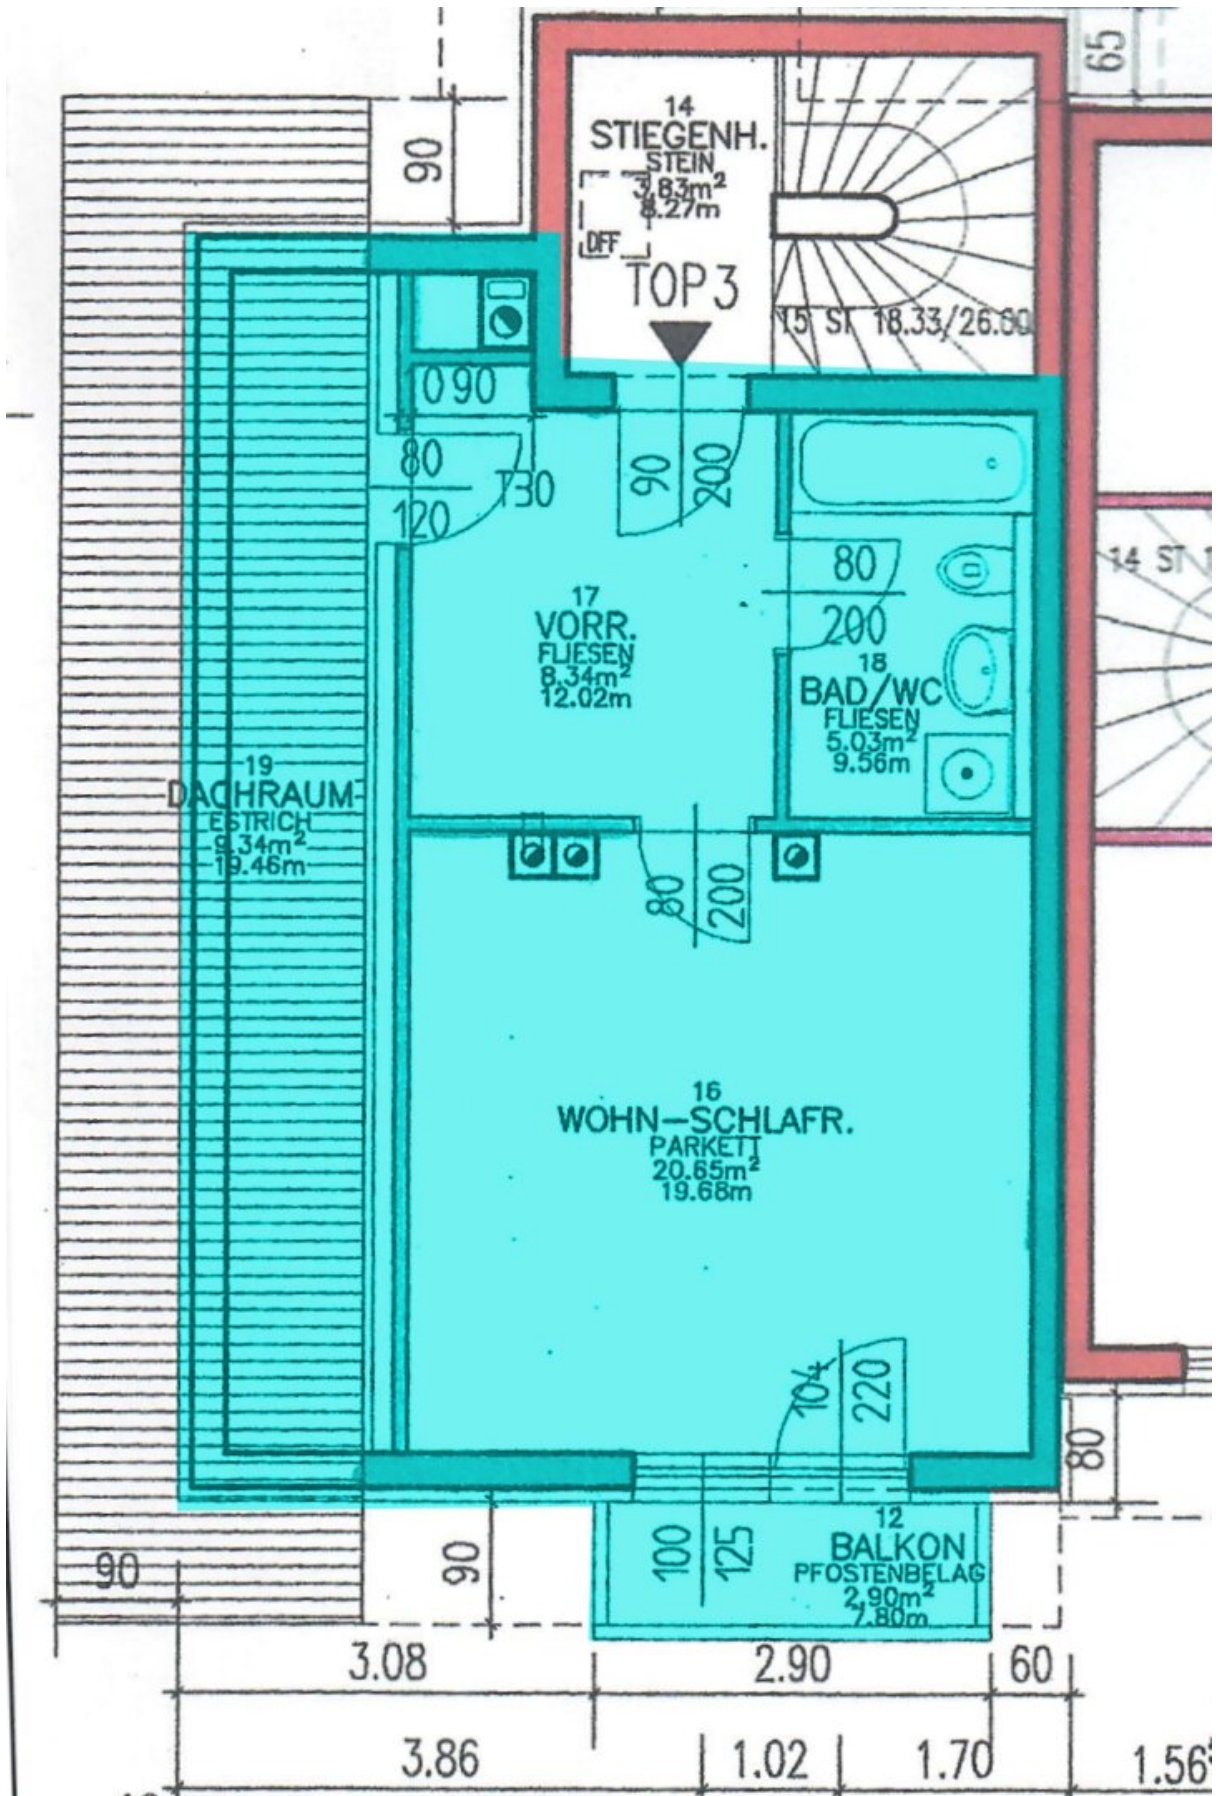 65
90
14
STIEGENH.
STEIN
3.83m²
8.27m
DFF
TOP 3
15 ST 18.33/26.00
90
80
120
T30
90
200
80
200
14 ST 1
17
VORR.
FLIESEN
8.34m²
12.02m
18
BAD/WC
FLIESEN
5.03m²
9.56m
19
DACHRAUM
ESTRICH
9.34m²
19.46m
80
200
16
WOHN-SCHLAFR.
PARKETT
20.65m²
19.68m
104
220
80
90
90
100
125
12
BALKON
PFOSTENBELAG
2.90m²
7.80m
3.08
2.90
60
3.86
1.02
1.70
1.56